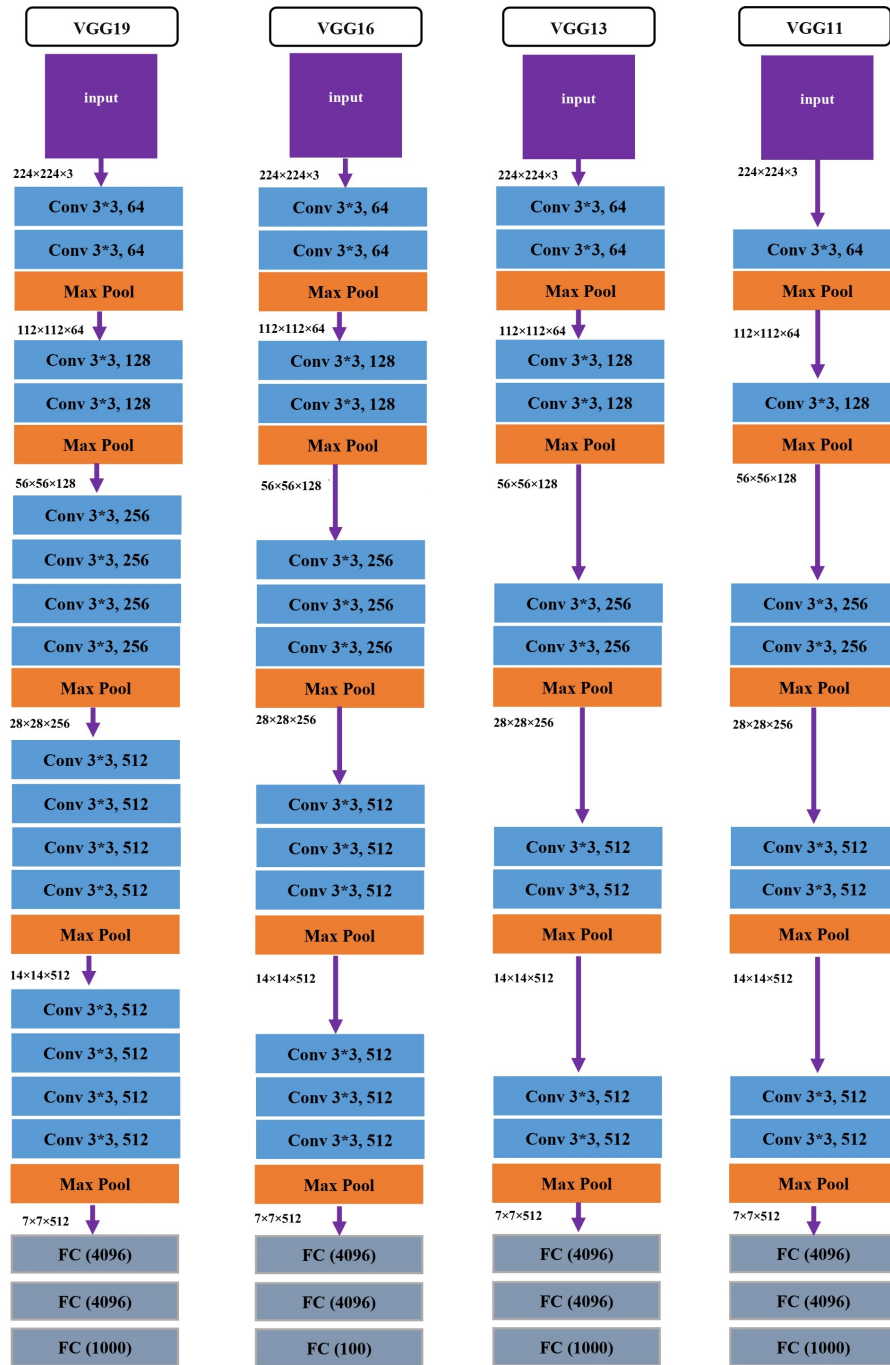 VGG19
input
224×224×3
Conv 3*3, 64
Conv 3*3, 64
Max Pool
112×112×64
Conv 3*3, 128
Conv 3*3, 128
Max Pool
56×56×128
Conv 3*3, 256
Conv 3*3, 256
Conv 3*3, 256
Conv 3*3, 256
Max Pool
28×28×256
Conv 3*3, 512
Conv 3*3, 512
Conv 3*3, 512
Conv 3*3, 512
Max Pool
14×14×512
Conv 3*3, 512
Conv 3*3, 512
Conv 3*3, 512
Conv 3*3, 512
Max Pool
7×7×512
FC (4096)
FC (4096)
FC (1000)
VGG16
input
224×224×3
Conv 3*3, 64
Conv 3*3, 64
Max Pool
112×112×64
Conv 3*3, 128
Conv 3*3, 128
Max Pool
56×56×128
Conv 3*3, 256
Conv 3*3, 256
Conv 3*3, 256
Max Pool
28×28×256
Conv 3*3, 512
Conv 3*3, 512
Conv 3*3, 512
Max Pool
14×14×512
Conv 3*3, 512
Conv 3*3, 512
Conv 3*3, 512
Max Pool
7×7×512
FC (4096)
FC (4096)
FC (100)
VGG13
input
224×224×3
Conv 3*3, 64
Conv 3*3, 64
Max Pool
112×112×64
Conv 3*3, 128
Conv 3*3, 128
Max Pool
56×56×128
Conv 3*3, 256
Conv 3*3, 256
Max Pool
28×28×256
Conv 3*3, 512
Conv 3*3, 512
Max Pool
14×14×512
Conv 3*3, 512
Conv 3*3, 512
Max Pool
7×7×512
FC (4096)
FC (4096)
FC (1000)
VGG11
input
224×224×3
Conv 3*3, 64
Max Pool
112×112×64
Conv 3*3, 128
Max Pool
56×56×128
Conv 3*3, 256
Conv 3*3, 256
Max Pool
28×28×256
Conv 3*3, 512
Conv 3*3, 512
Max Pool
14×14×512
Conv 3*3, 512
Conv 3*3, 512
Max Pool
7×7×512
FC (4096)
FC (4096)
FC (1000)